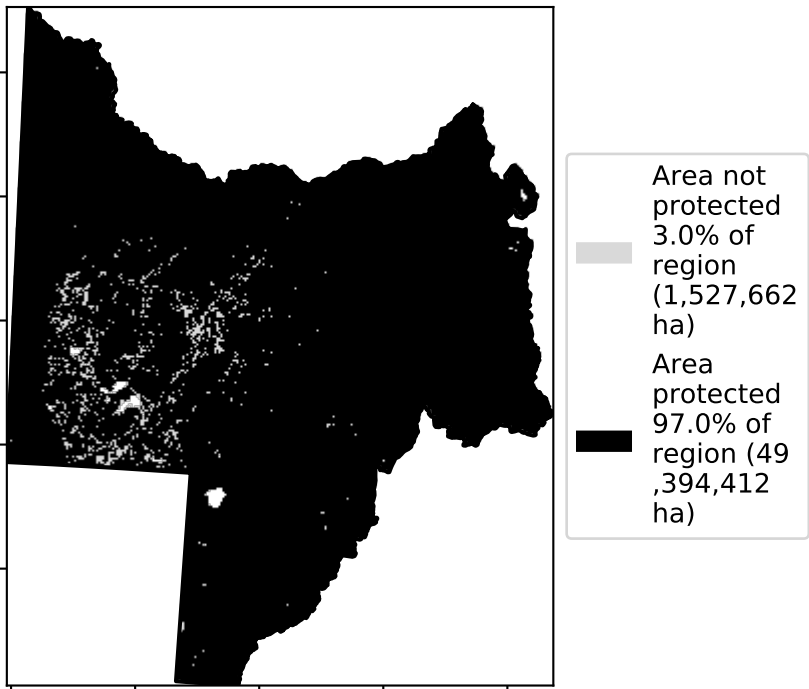 Area not
protected
3.0% of
region
(1,527,662
ha)
Area
protected
97.0% of
region (49
,394,412
ha)